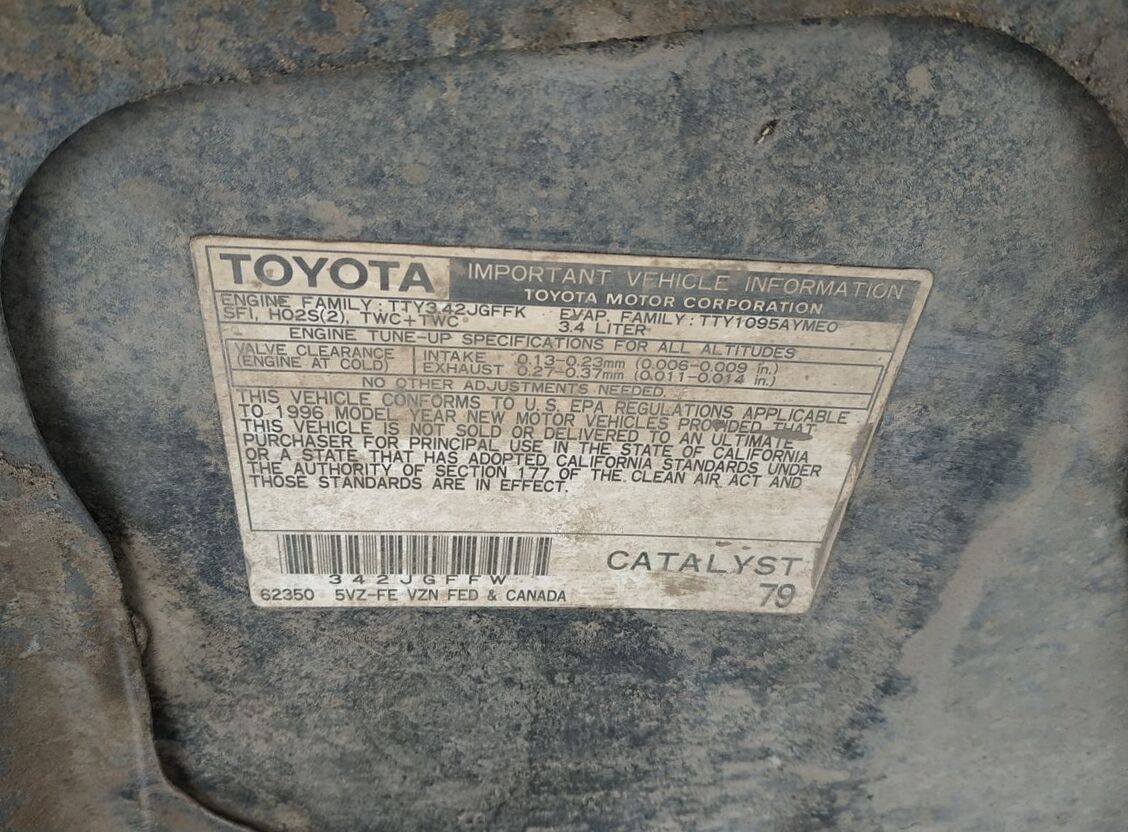 TOYOTA
IMPORTANT VEHICLE INFORMATION
TOYOTA MOTOR CORPORATION
ENGINE FAMILY: TTY3.42JGFFK EVAP. FAMILY: TTY1095AYMEO
SFI, HO2S(2), TWC+TWC 3.4 LITER
ENGINE TUNE-UP SPECIFICATIONS FOR ALL ALTITUDES
VALVE CLEARANCE INTAKE 0.13-0.23mm (0.006-0.009 in.)
(ENGINE AT COLD) EXHAUST 0.27-0.37mm (0.011-0.014 in.)
NO OTHER ADJUSTMENTS NEEDED.
THIS VEHICLE CONFORMS TO U.S. EPA REGULATIONS APPLICABLE
TO 1996 MODEL YEAR NEW MOTOR VEHICLES PROVIDED THAT
THIS VEHICLE IS NOT SOLD OR DELIVERED TO AN ULTIMATE
PURCHASER FOR PRINCIPAL USE IN THE STATE OF CALIFORNIA
OR A STATE THAT HAS ADOPTED CALIFORNIA STANDARDS UNDER
THE AUTHORITY OF SECTION 177 OF THE CLEAN AIR ACT AND
THOSE STANDARDS ARE IN EFFECT.
342JGFFW
CATALYST
62350 5VZ-FE VZN FED & CANADA
79